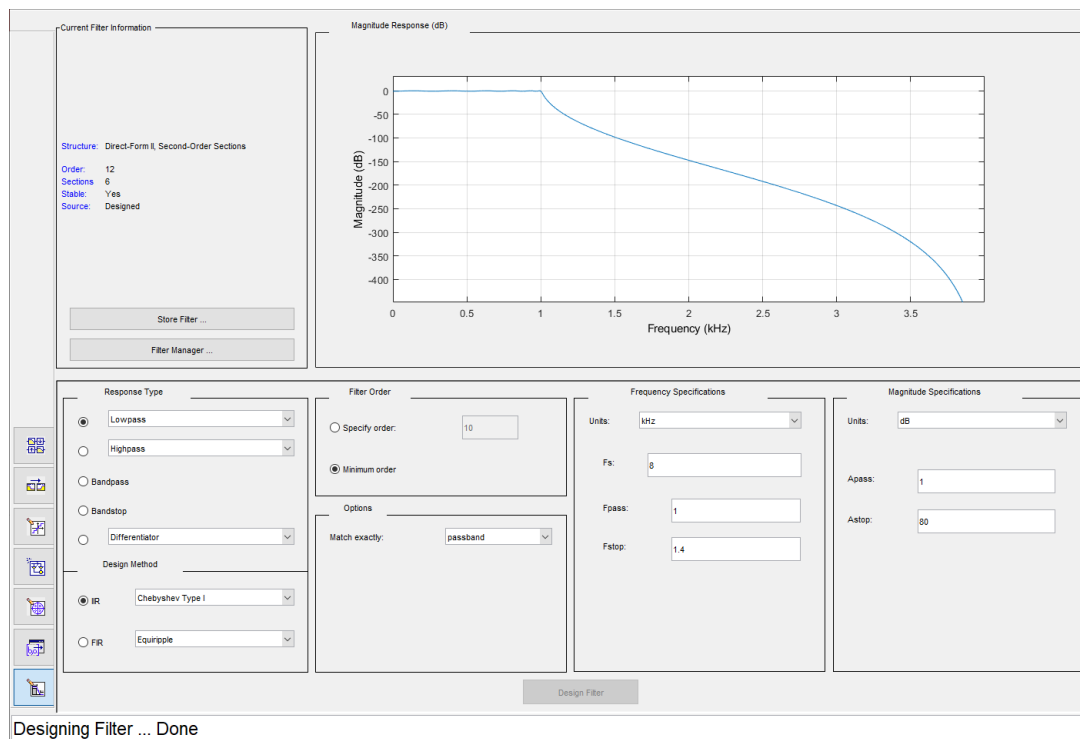 Current Filter Information
Structure: Direct-Form II, Second-Order Sections
Order: 12
Sections 6
Stable: Yes
Source: Designed
Store Filter ...
Filter Manager ...
Magnitude Response (dB)
Magnitude (dB)
0
-50
-100
-150
-200
-250
-300
-350
-400
0 0.5 1 1.5 2 2.5 3 3.5
Frequency (kHz)
Response Type
Lowpass
Highpass
Bandpass
Bandstop
Differentiator
Design Method
IIR Chebyshev Type I
FIR Equiripple
Filter Order
Specify order: 10
Minimum order
Options
Match exactly: passband
Frequency Specifications
Units: kHz
Fs: 8
Fpass: 1
Fstop: 1.4
Magnitude Specifications
Units: dB
Apass: 1
Astop: 80
Design Filter
Designing Filter ... Done